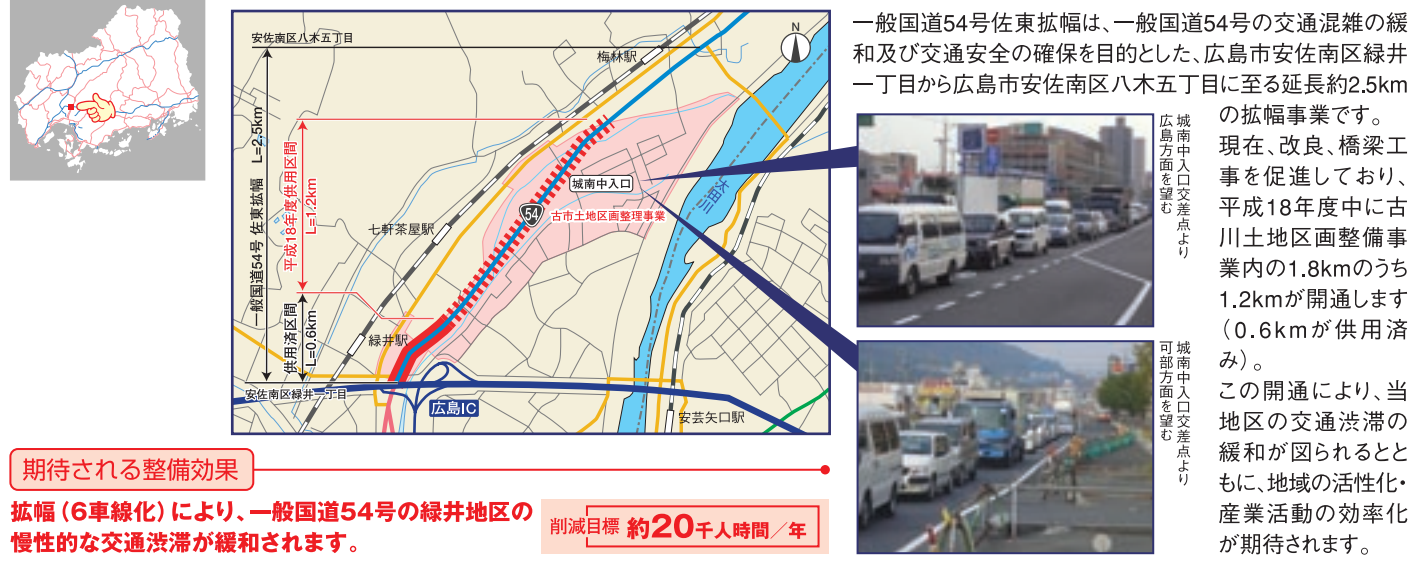 安佐南区八木五丁目
梅林駅
N
一般国道54号 佐東拡幅 L=2.5km
平成18年度供用区間
L=1.2km
供用済区間
L=0.6km
七軒茶屋駅
城南中入口
54
古市土地区画整理事業
太田川
緑井駅
安佐南区緑井一丁目
広島IC
安芸矢口駅
一般国道54号佐東拡幅は、一般国道54号の交通混雑の緩
和及び交通安全の確保を目的とした、広島市安佐南区緑井
一丁目から広島市安佐南区八木五丁目に至る延長約2.5km
の拡幅事業です。
現在、改良、橋梁工
事を促進しており、
平成18年度中に古
川土地区画整備事
業内の1.8kmのうち
1.2kmが開通します
（0.6kmが供用済
み）。
この開通により、当
地区の交通渋滞の
緩和が図られるとと
もに、地域の活性化・
産業活動の効率化
が期待されます。
城南中入口交差点より
広島方面を望む
城南中入口交差点より
可部方面を望む
期待される整備効果
拡幅（6車線化）により、一般国道54号の緑井地区の
慢性的な交通渋滞が緩和されます。
削減目標 約20千人時間／年